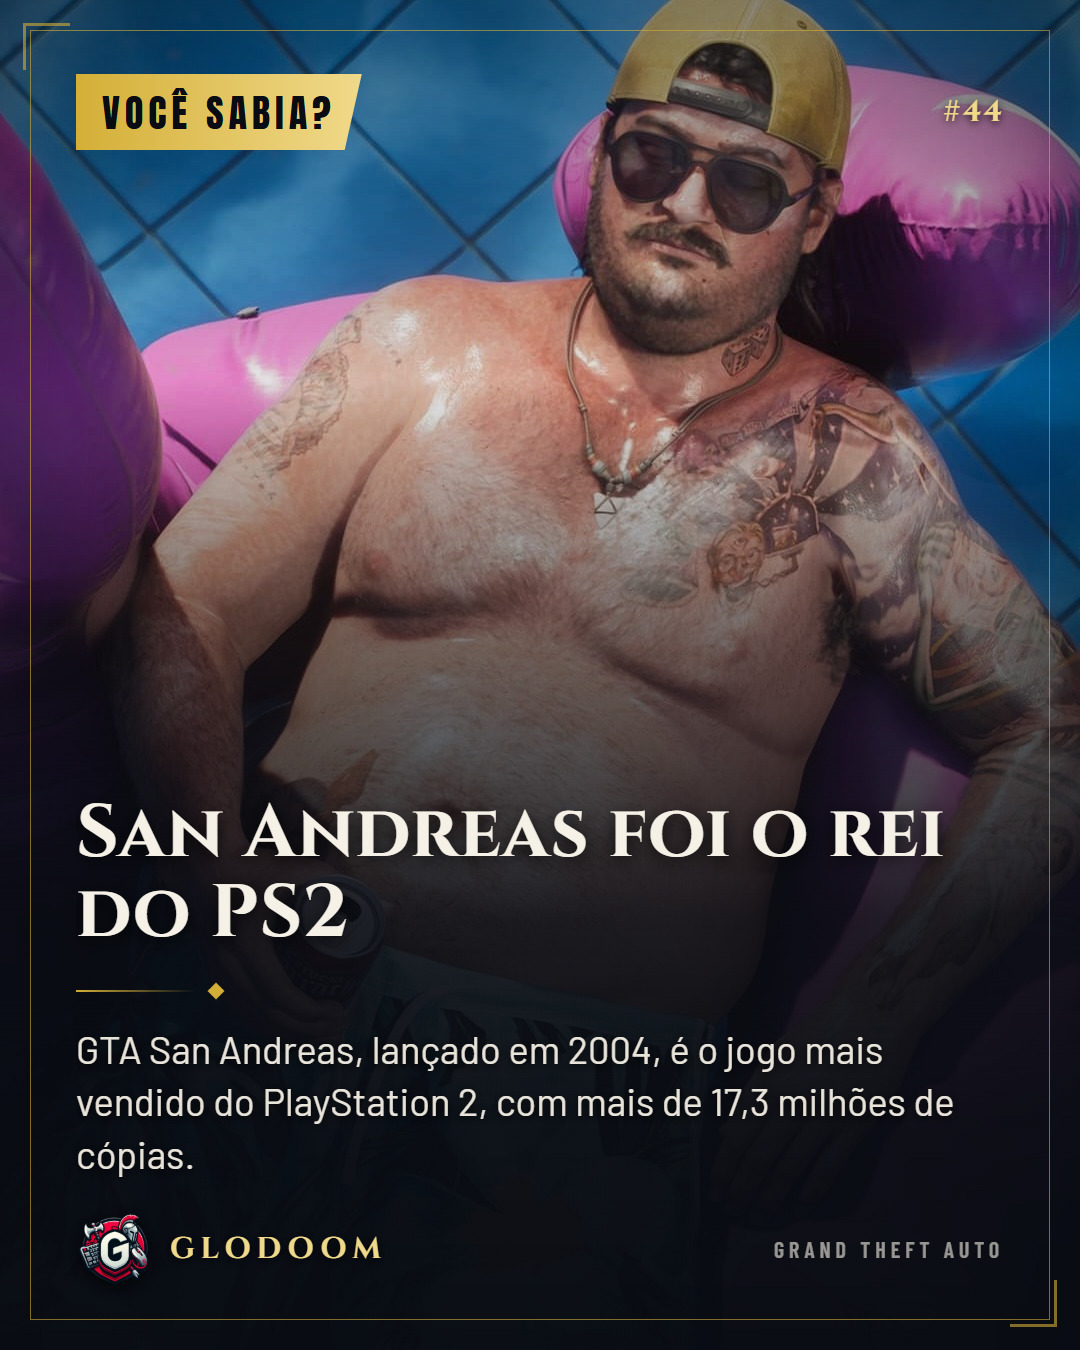 VOCÊ SABIA?
#44
San Andreas foi o rei
do PS2
GTA San Andreas, lançado em 2004, é o jogo mais
vendido do PlayStation 2, com mais de 17,3 milhões de
cópias.
G
GLODOOM
GRAND THEFT AUTO